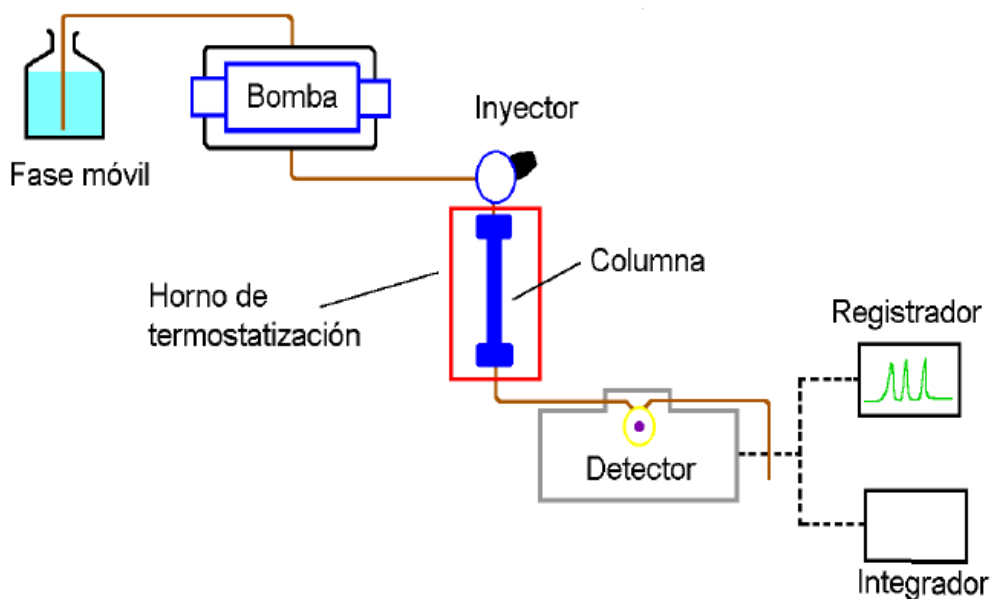 Bomba
Inyector
Fase móvil
Columna
Horno de
termostatización
Registrador
Detector
Integrador